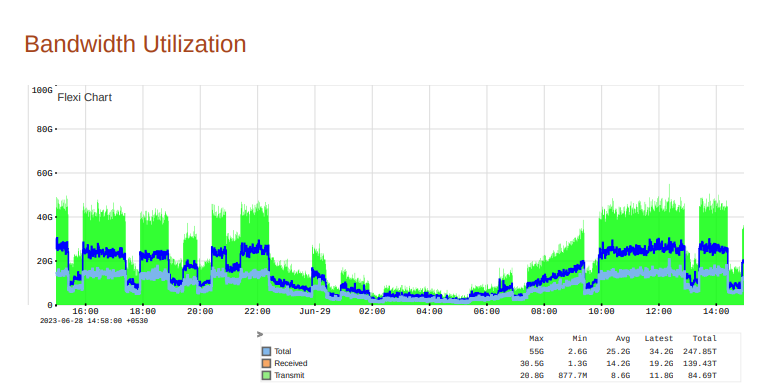 Bandwidth Utilization
100G
Flexi Chart
80G
60G
40G
20G
0
16:00 18:00 20:00 22:00 Jun-29 02:00 04:00 06:00 08:00 10:00 12:00 14:00
2023-06-28 14:58:00 +0530
Max Min Avg Latest Total
Total 55G 2.6G 25.2G 34.2G 247.85T
Received 30.5G 1.3G 14.2G 19.2G 139.43T
Transmit 20.8G 877.7M 8.6G 11.8G 84.69T